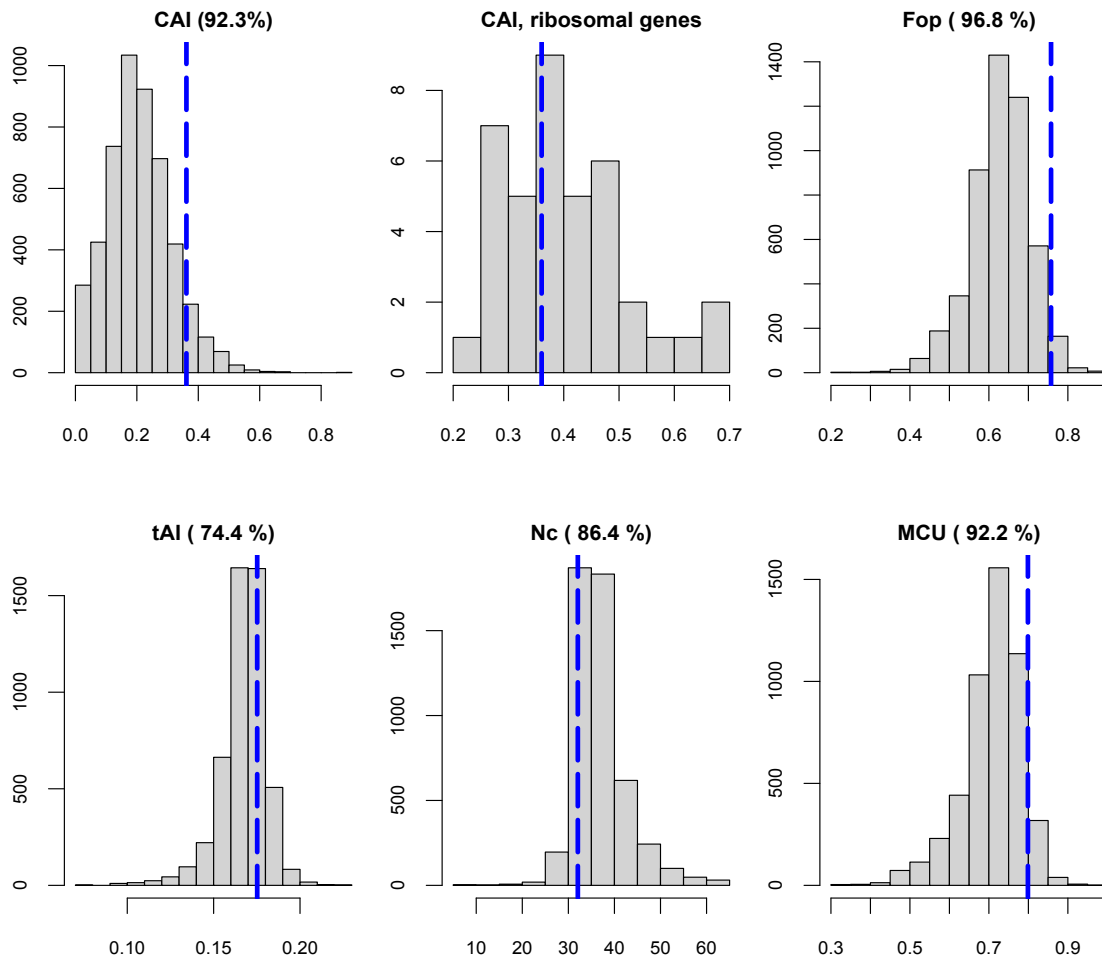 CAI (92.3%)
0 200 400 600 800 1000
0.0 0.2 0.4 0.6 0.8
CAI, ribosomal genes
0 2 4 6 8
0.2 0.3 0.4 0.5 0.6 0.7
Fop ( 96.8 %)
0 200 600 1000 1400
0.2 0.4 0.6 0.8
tAI ( 74.4 %)
0 500 1000 1500
0.10 0.15 0.20
Nc ( 86.4 %)
0 500 1000 1500
10 20 30 40 50 60
MCU ( 92.2 %)
0 500 1000 1500
0.3 0.5 0.7 0.9